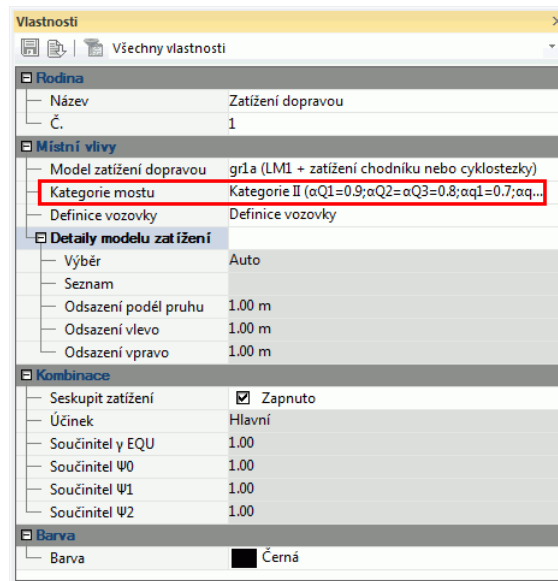 Vlastnosti
Všechny vlastnosti
Rodina
Název Zatížení dopravou
Č. 1
Místní vlivy
Model zatížení dopravou gr1a (LM1 + zatížení chodníku nebo cyklostezky)
Kategorie mostu Kategorie II (αQ1=0.9;αQ2=αQ3=0.8;αq1=0.7;αq...
Definice vozovky Definice vozovky
Detaily modelu zatížení
Výběr Auto
Seznam
Odsazení podél pruhu 1.00 m
Odsazení vlevo 1.00 m
Odsazení vpravo 1.00 m
Kombinace
Seskupit zatížení Zapnuto
Účinek Hlavní
Součinitel γ EQU 1.00
Součinitel Ψ0 1.00
Součinitel Ψ1 1.00
Součinitel Ψ2 1.00
Barva
Barva Černá